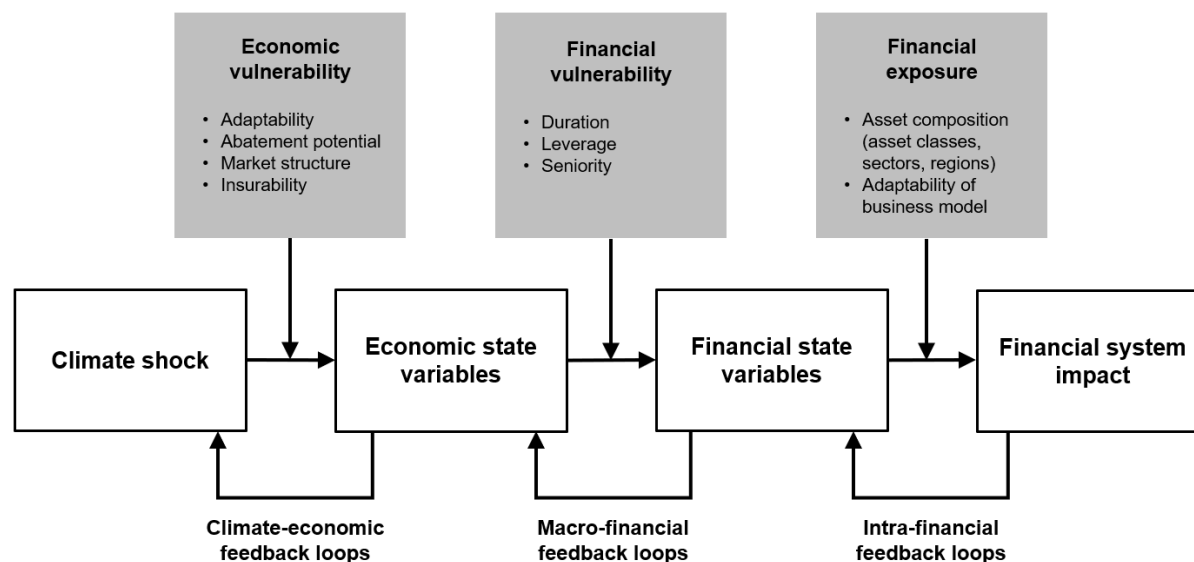 Economic
vulnerability
• Adaptability
• Abatement potential
• Market structure
• Insurability
Financial
vulnerability
• Duration
• Leverage
• Seniority
Financial
exposure
• Asset composition
(asset classes,
sectors, regions)
• Adaptability of
business model
Climate shock
Economic state
variables
Financial state
variables
Financial system
impact
Climate-economic
feedback loops
Macro-financial
feedback loops
Intra-financial
feedback loops